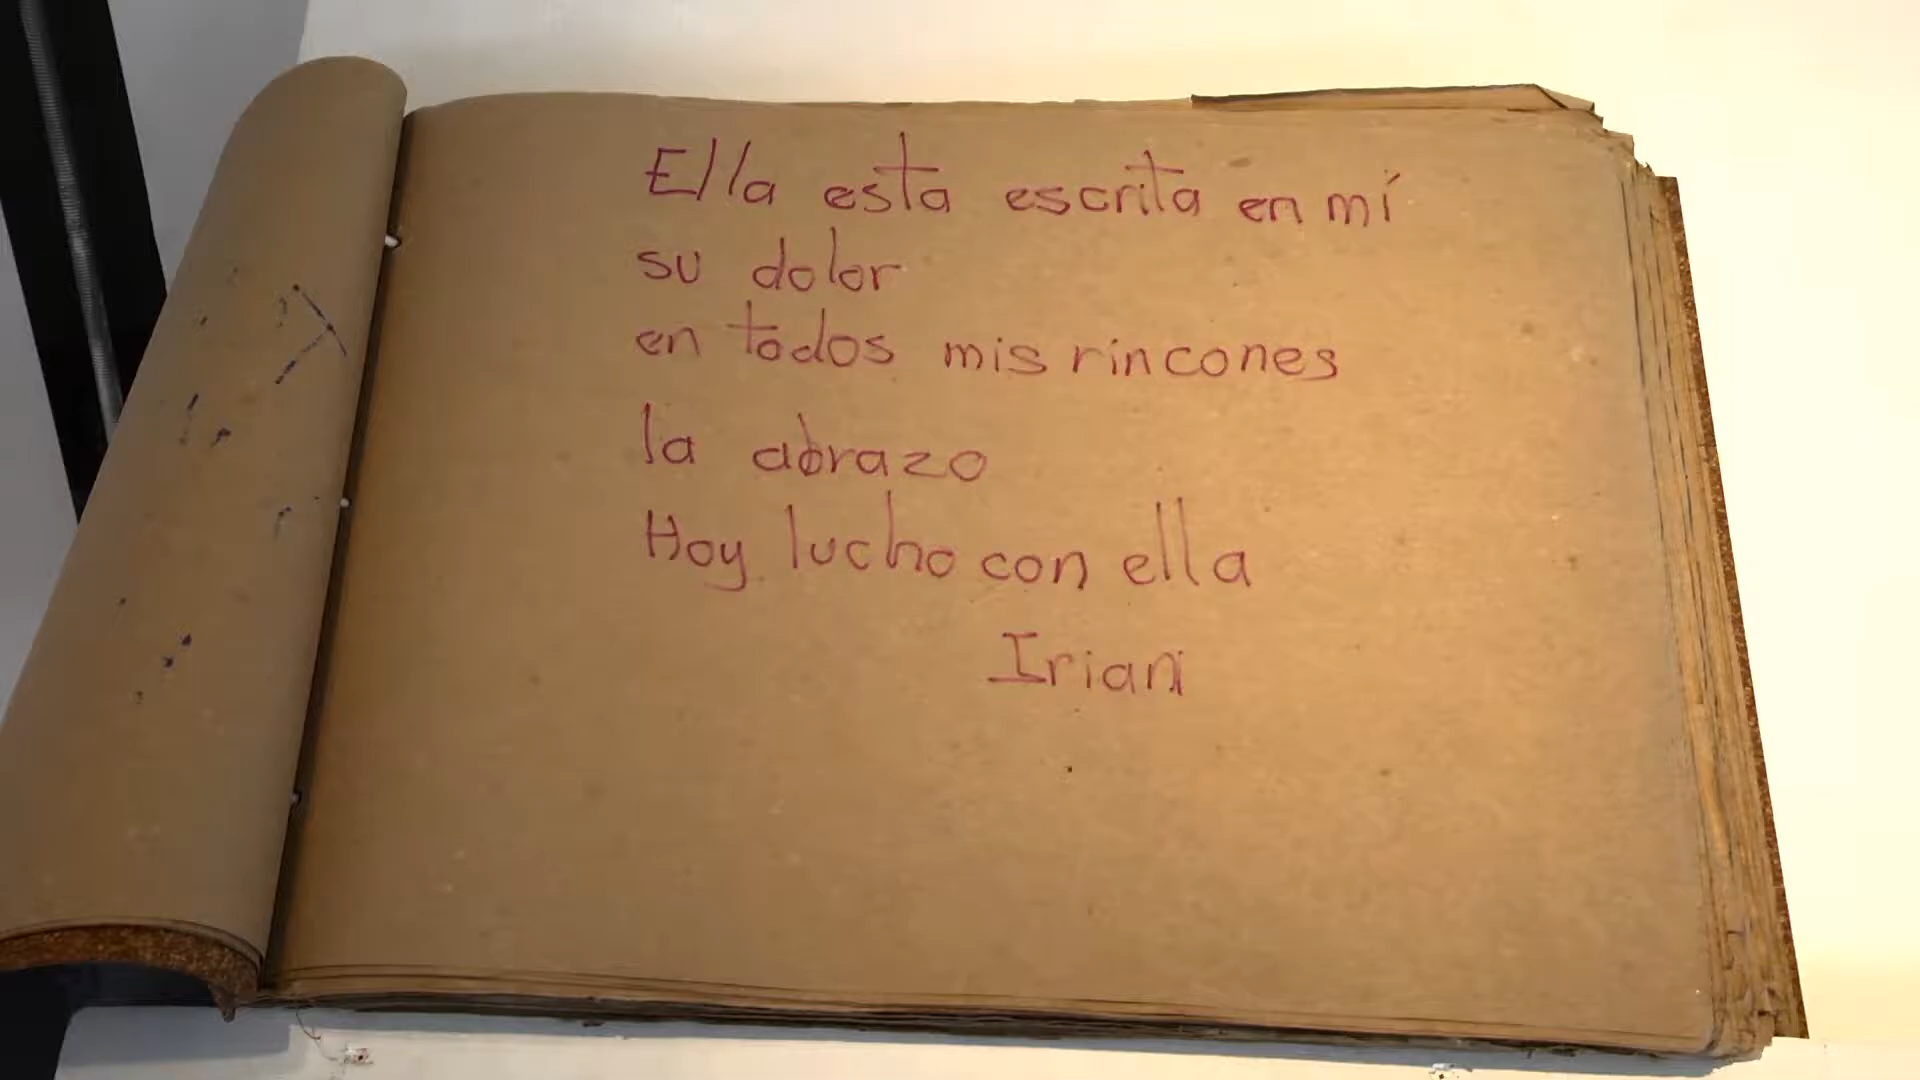 Ella esta escrita en mí
su dolor
en todos mis rincones
la abrazo
Hoy lucho con ella
Iriani